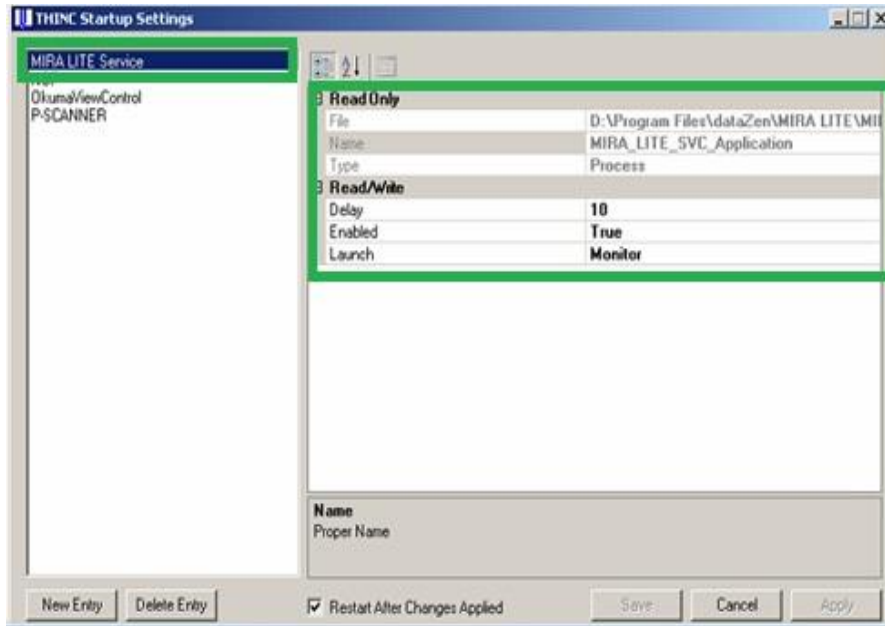 THINC Startup Settings
MIRA LITE Service
OkumaViewControl
P-SCANNER
Read Only
File D:\Program Files\dataZen\MIRA LITE\MI
Name MIRA_LITE_SVC_Application
Type Process
Read/Write
Delay 10
Enabled True
Launch Monitor
Name
Proper Name
New Entry Delete Entry Restart After Changes Applied Save Cancel Apply